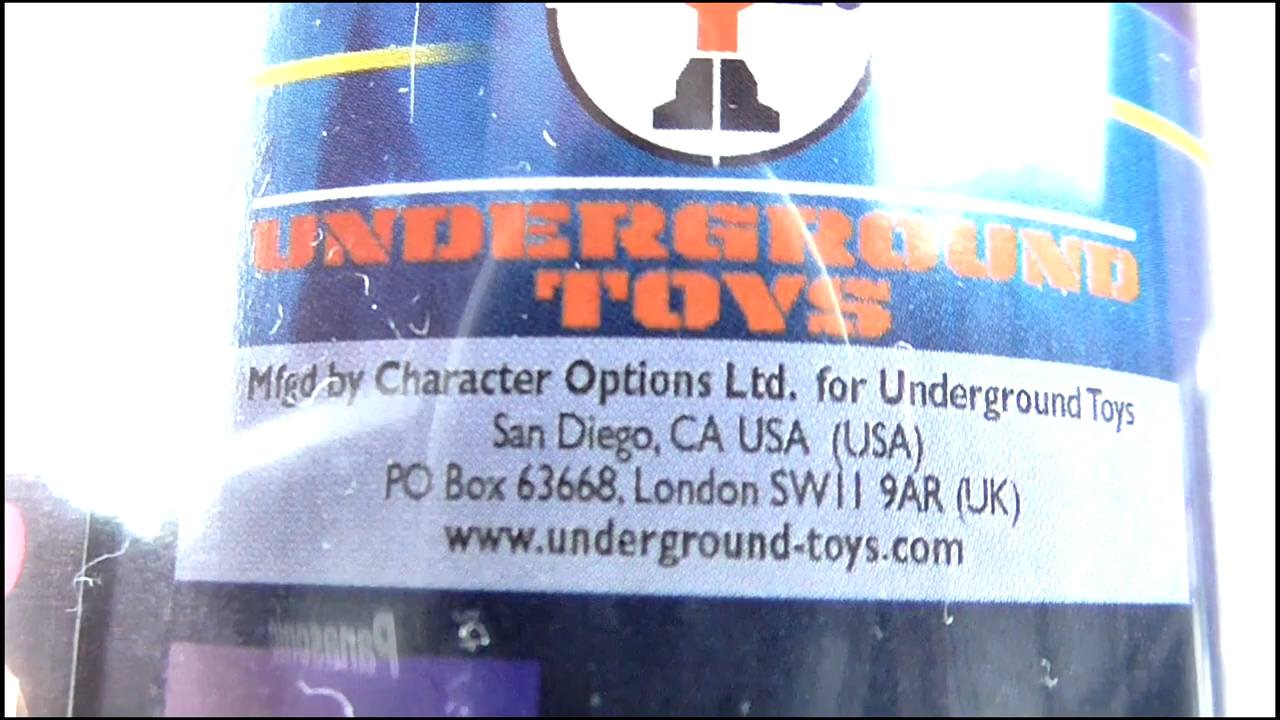 UNDERGROUND
TOYS
Mfgd by Character Options Ltd. for Underground Toys
San Diego, CA USA (USA)
PO Box 63668, London SW11 9AR (UK)
www.underground-toys.com
Panasonic